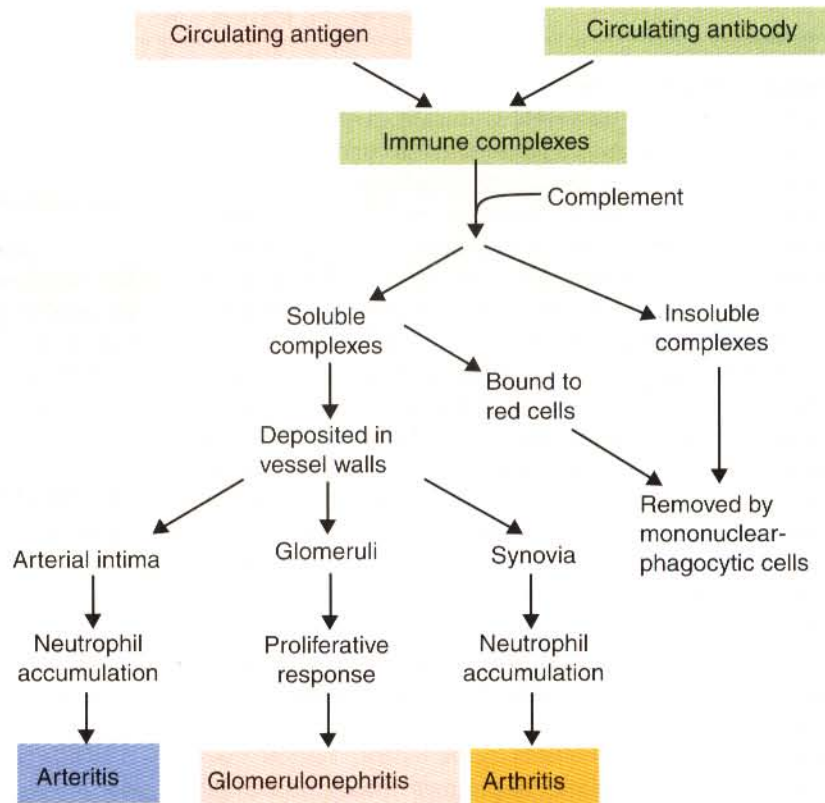 Circulating antigen
Circulating antibody
Immune complexes
Complement
Soluble
complexes
Insoluble
complexes
Bound to
red cells
Deposited in
vessel walls
Removed by
mononuclear-
phagocytic cells
Arterial intima
Glomeruli
Synovia
Neutrophil
accumulation
Proliferative
response
Neutrophil
accumulation
Arteritis
Glomerulonephritis
Arthritis